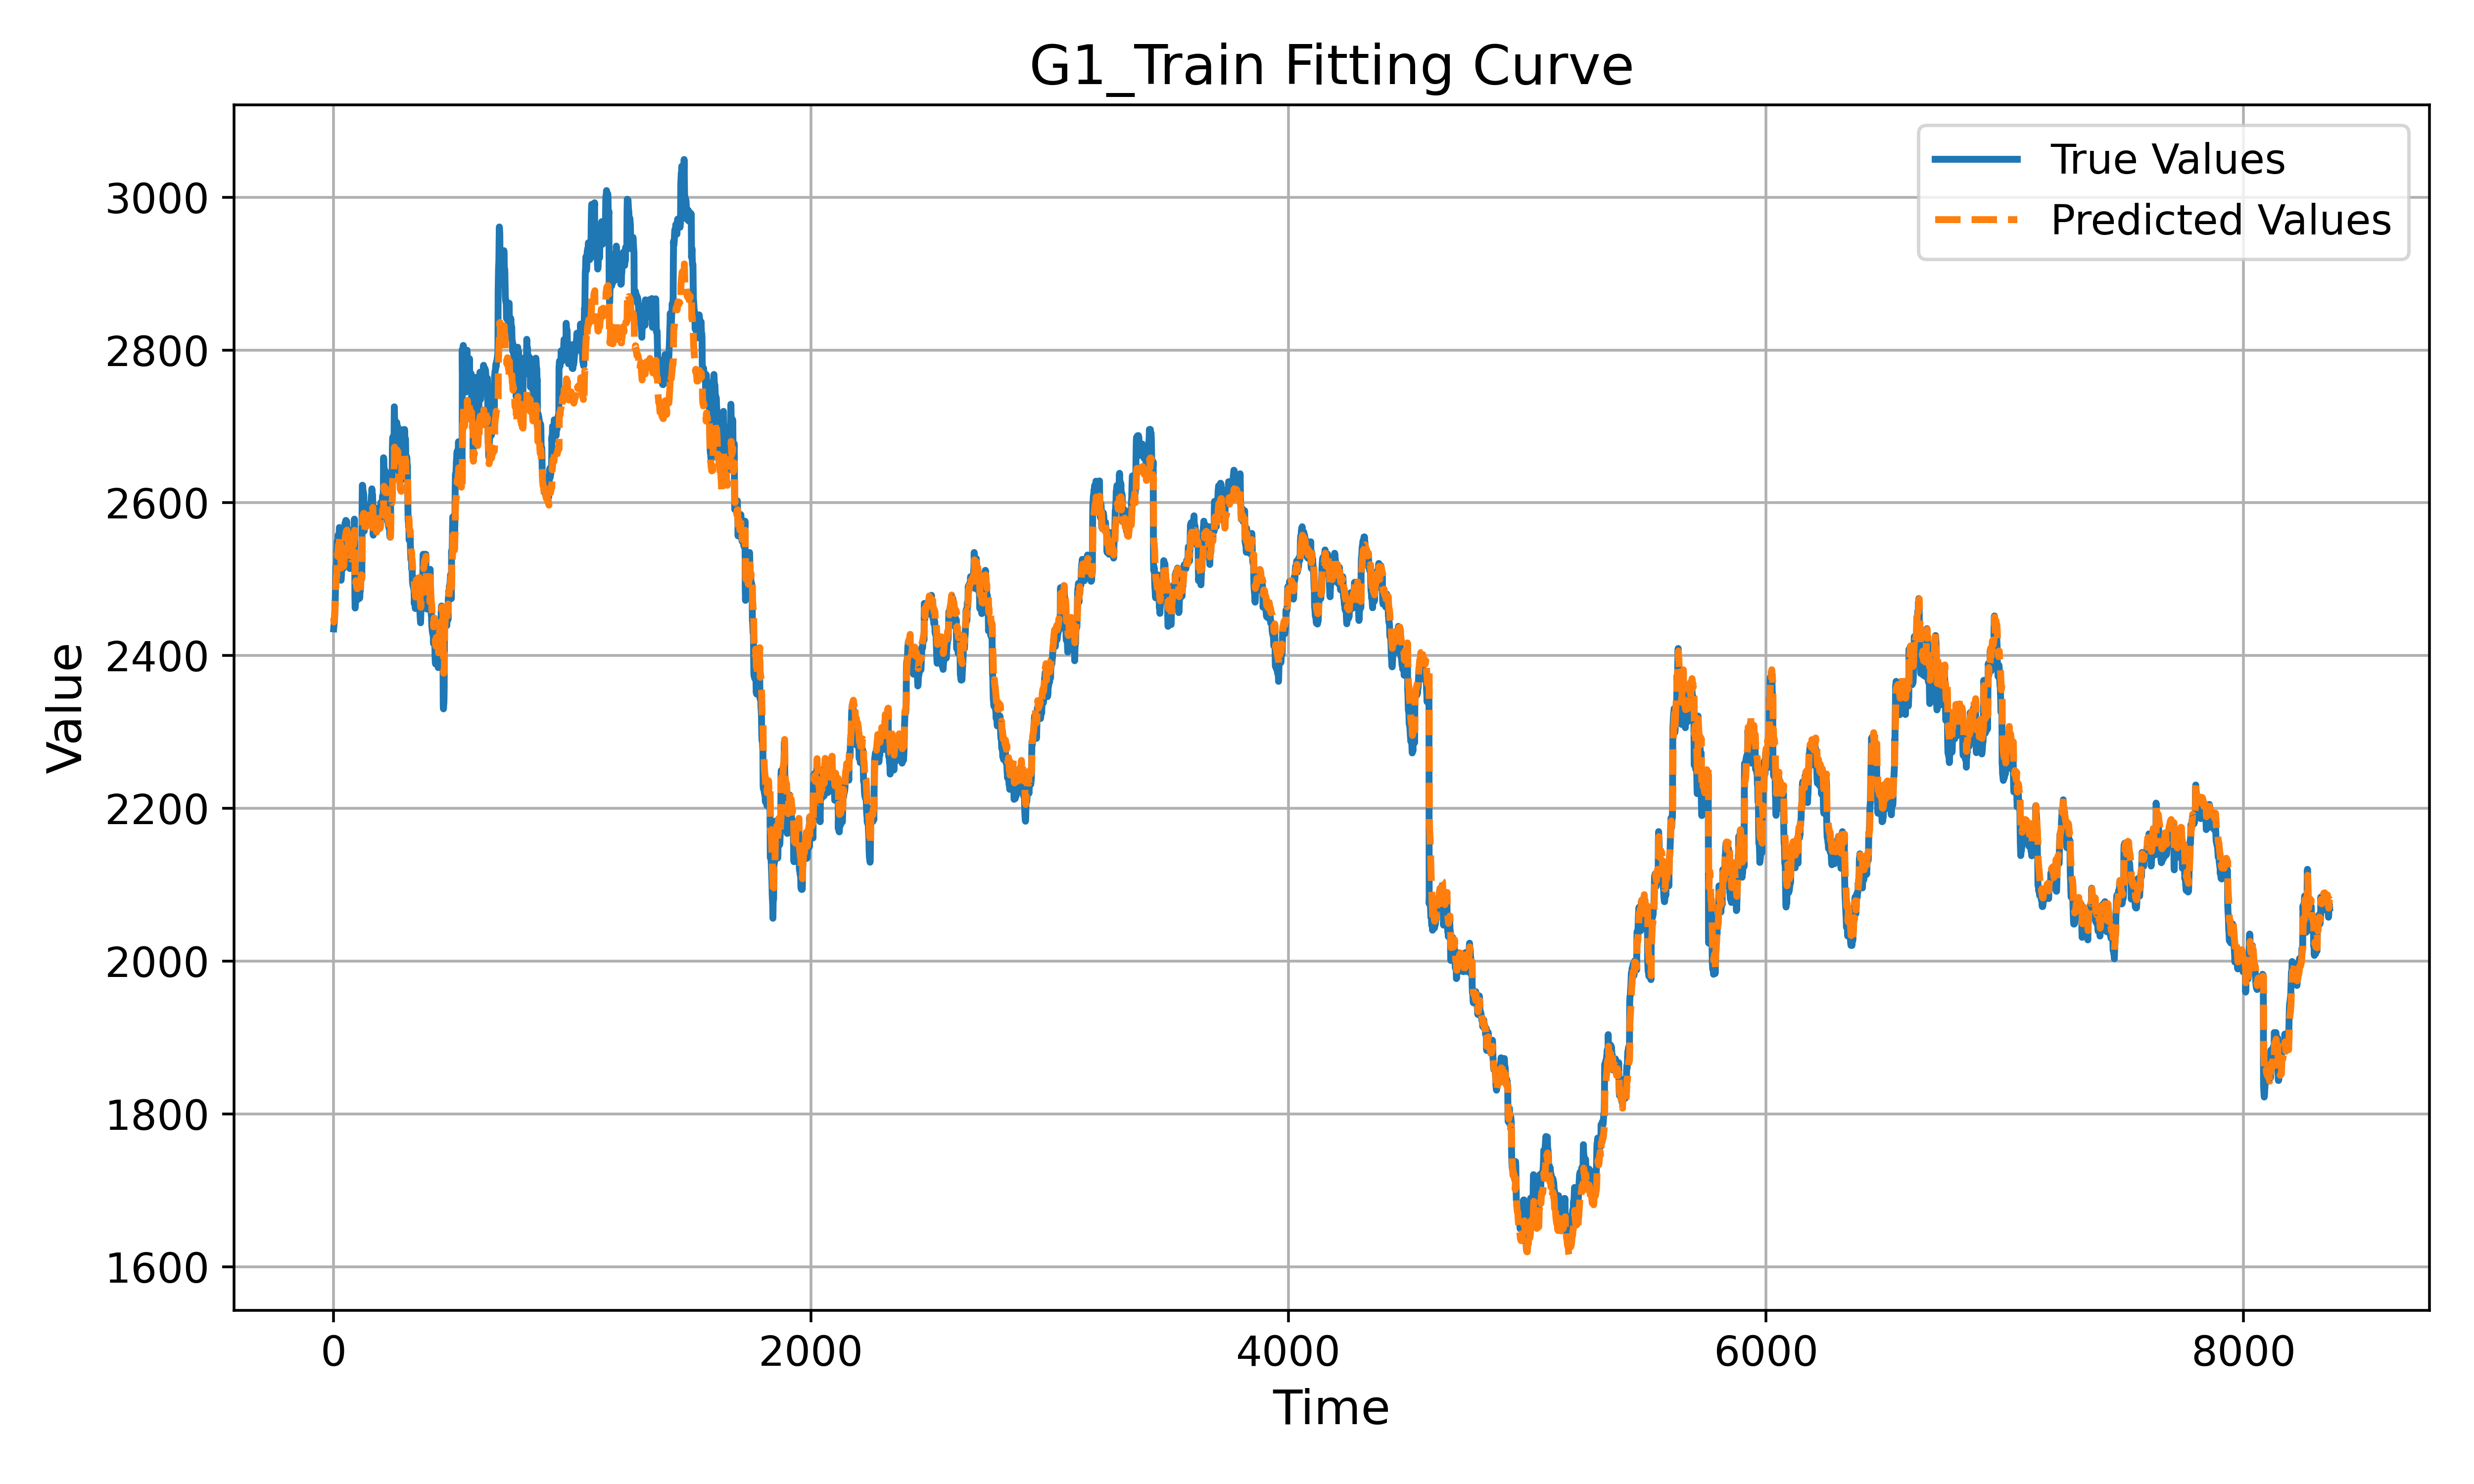 G1_Train Fitting Curve
True Values
Predicted Values
Value
3000
2800
2600
2400
2200
2000
1800
1600
0 2000 4000 6000 8000
Time